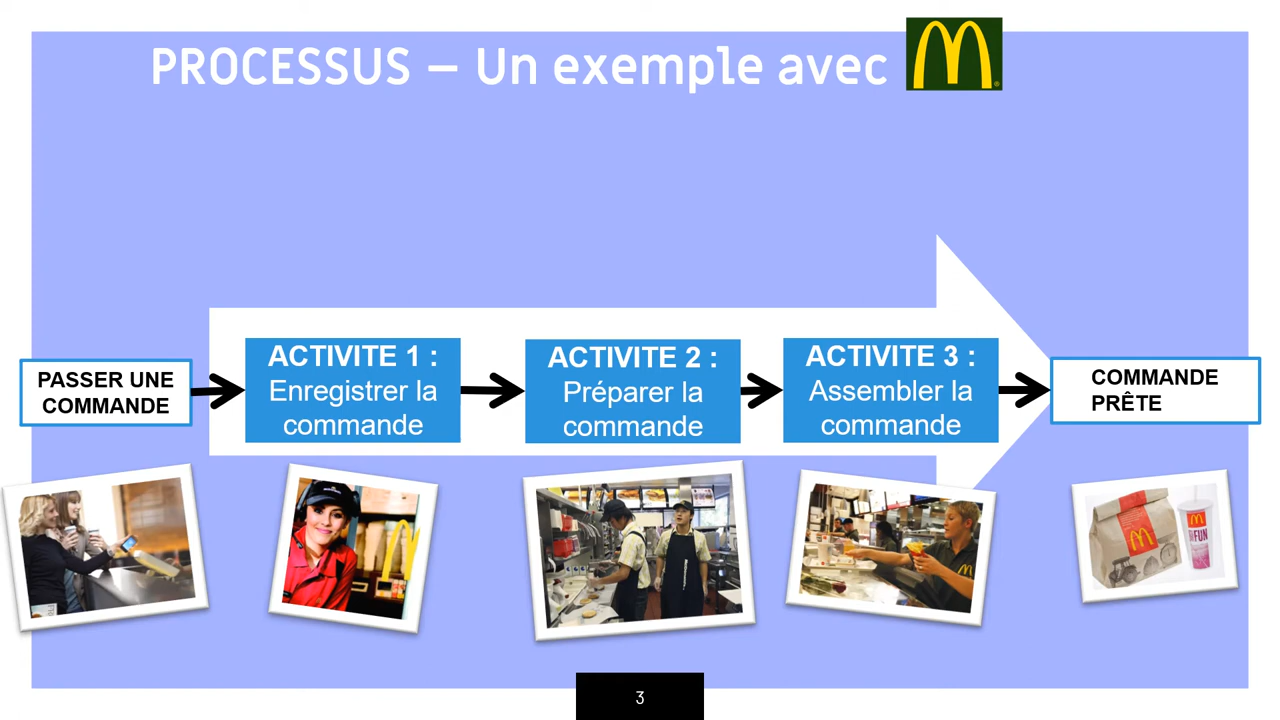 PROCESSUS – Un exemple avec
PASSER UNE
COMMANDE
ACTIVITE 1 :
Enregistrer la
commande
ACTIVITE 2 :
Préparer la
commande
ACTIVITE 3 :
Assembler la
commande
COMMANDE
PRÊTE
FUN
3